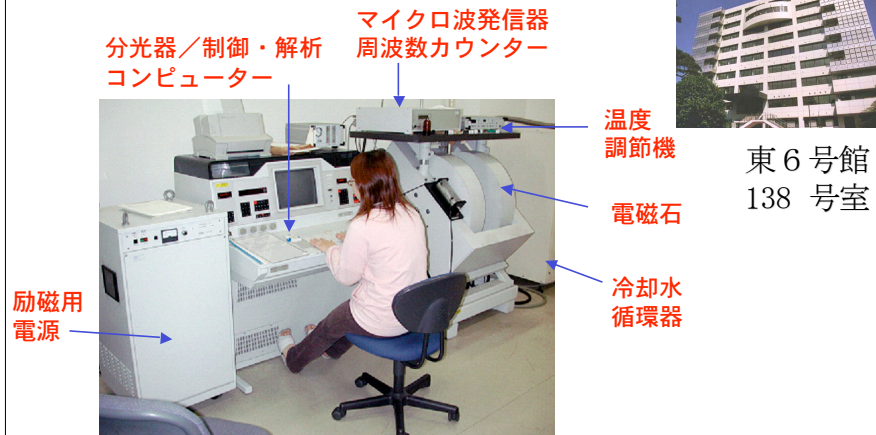 マイクロ波発信器
周波数カウンター
分光器／制御・解析
コンピューター
温度
調節機
電磁石
冷却水
循環器
励磁用
電源
東６号館
138 号室